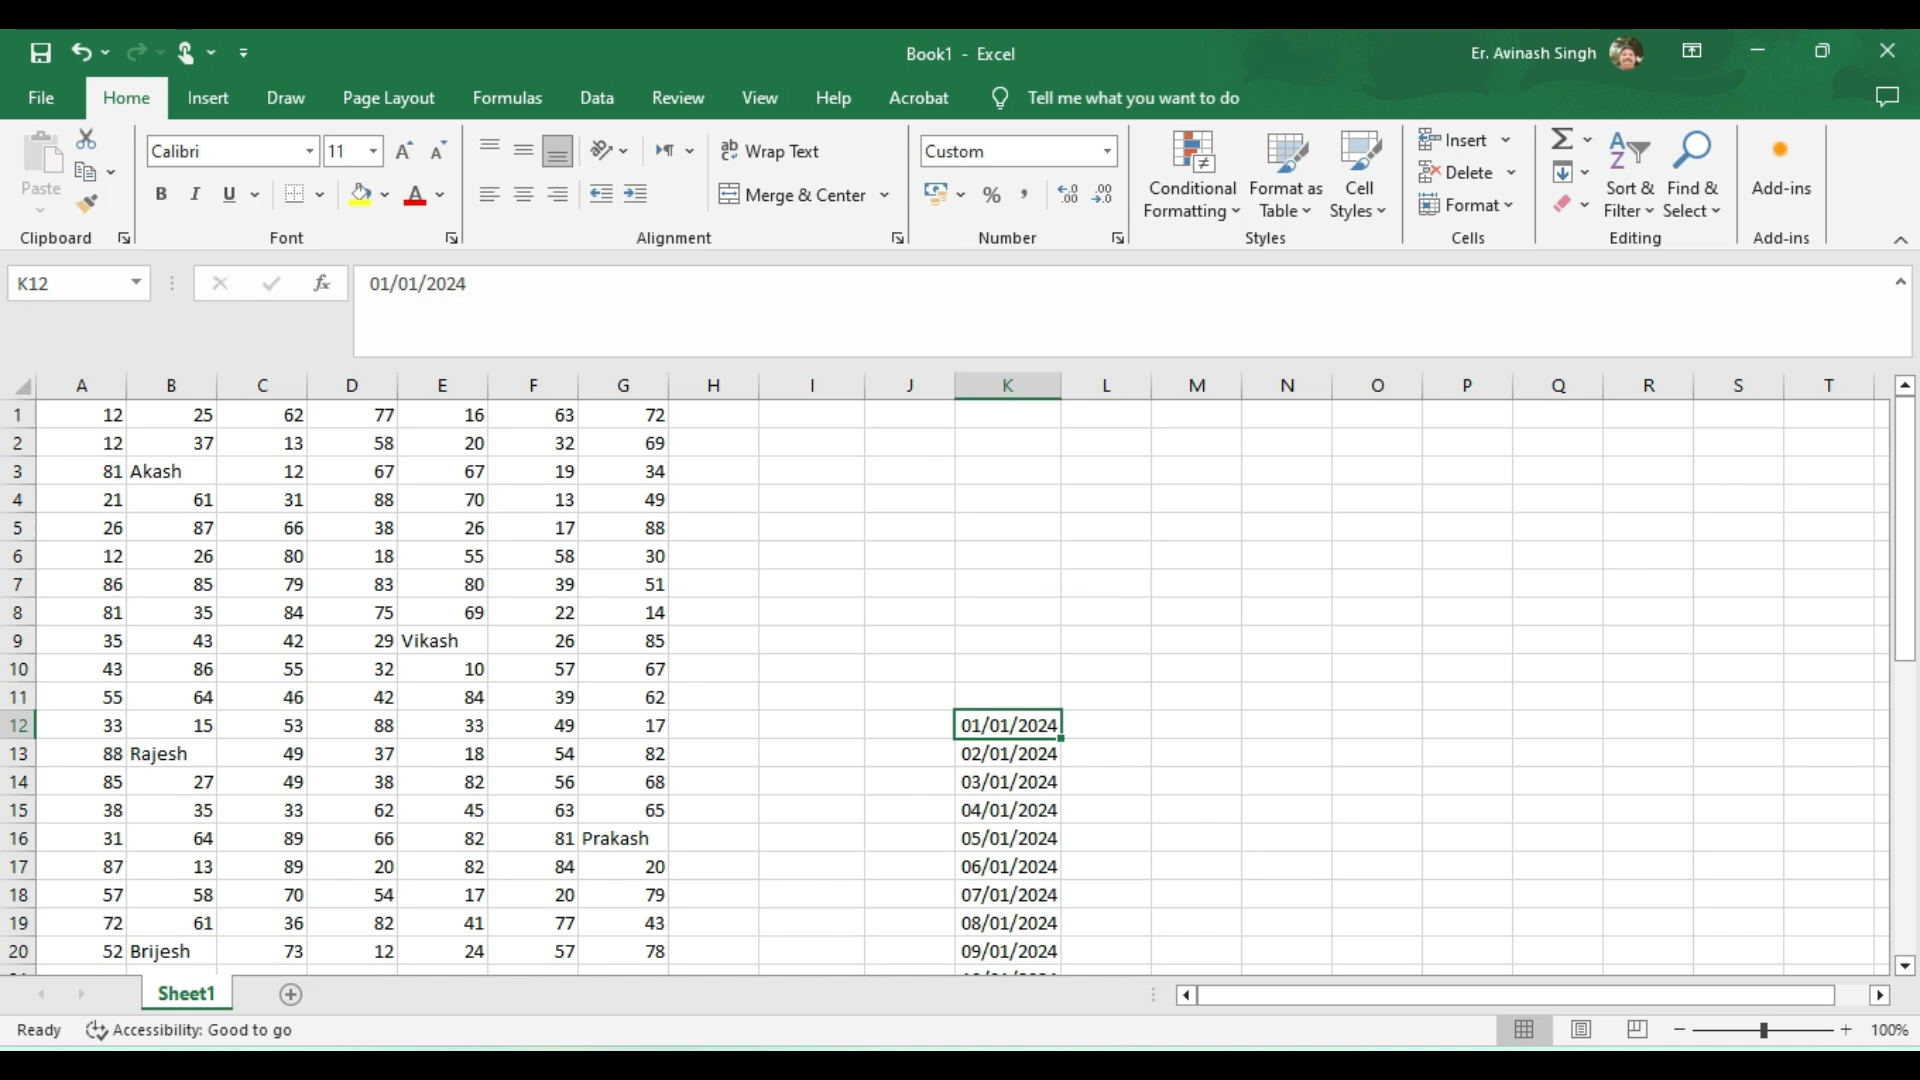 Book1 - Excel
Er. Avinash Singh
File Home Insert Draw Page Layout Formulas Data Review View Help Acrobat Tell me what you want to do
Paste
Clipboard
Calibri 11
B I U
Font
Wrap Text
Merge & Center
Alignment
Custom
%
Number
Conditional Formatting
Format as Table
Cell Styles
Styles
Insert
Delete
Format
Cells
Sort & Filter
Find & Select
Editing
Add-ins
Add-ins
K12 fx 01/01/2024
A B C D E F G H I J K L M N O P Q R S T
1 12 25 62 77 16 63 72
2 12 37 13 58 20 32 69
3 81 Akash 12 67 67 19 34
4 21 61 31 88 70 13 49
5 26 87 66 38 26 17 88
6 12 26 80 18 55 58 30
7 86 85 79 83 80 39 51
8 81 35 84 75 69 22 14
9 35 43 42 29 Vikash 26 85
10 43 86 55 32 10 57 67
11 55 64 46 42 84 39 62
12 33 15 53 88 33 49 17 01/01/2024
13 88 Rajesh 49 37 18 54 82 02/01/2024
14 85 27 49 38 82 56 68 03/01/2024
15 38 35 33 62 45 63 65 04/01/2024
16 31 64 89 66 82 81 Prakash 05/01/2024
17 87 13 89 20 82 84 20 06/01/2024
18 57 58 70 54 17 20 79 07/01/2024
19 72 61 36 82 41 77 43 08/01/2024
20 52 Brijesh 73 12 24 57 78 09/01/2024
Sheet1
Ready Accessibility: Good to go 100%